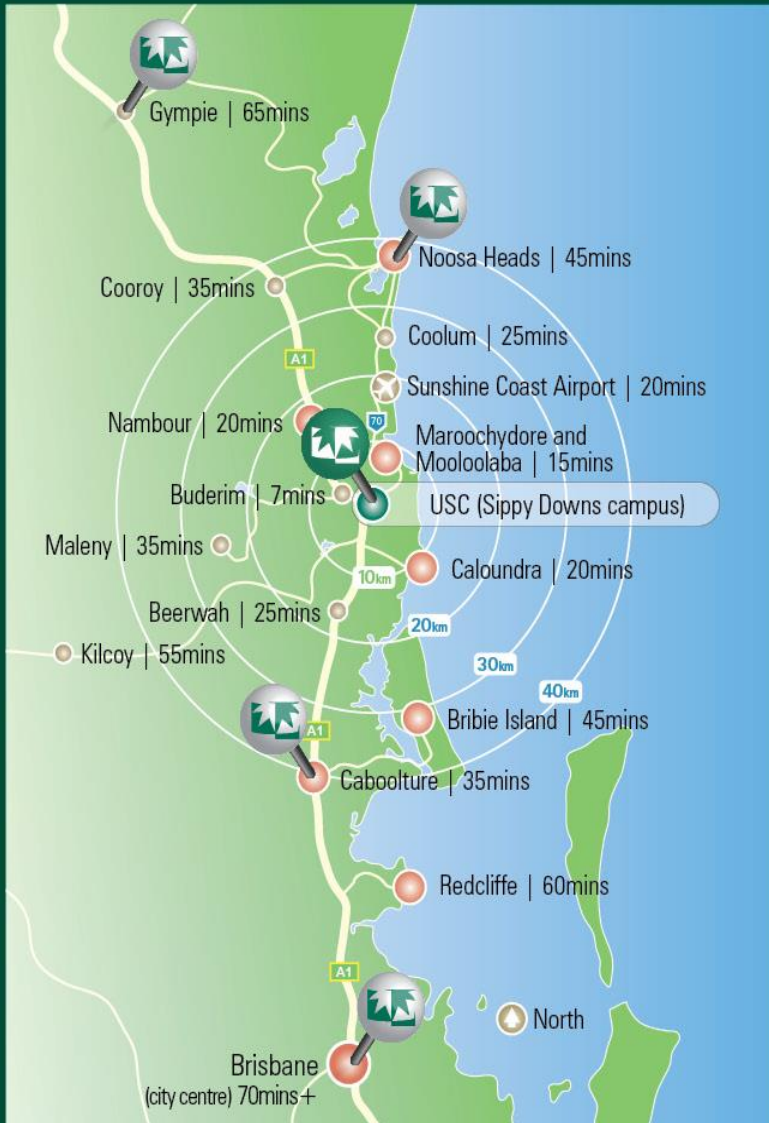 Gympie | 65mins
Noosa Heads | 45mins
Cooroy | 35mins
Coolum | 25mins
A1
Sunshine Coast Airport | 20mins
Nambour | 20mins
70
Maroochydore and
Mooloolaba | 15mins
Buderim | 7mins
USC (Sippy Downs campus)
Maleny | 35mins
Caloundra | 20mins
10km
Beerwah | 25mins
20km
Kilcoy | 55mins
30km
40km
Bribie Island | 45mins
A1
Caboolture | 35mins
Redcliffe | 60mins
A1
North
Brisbane
(city centre) 70mins+